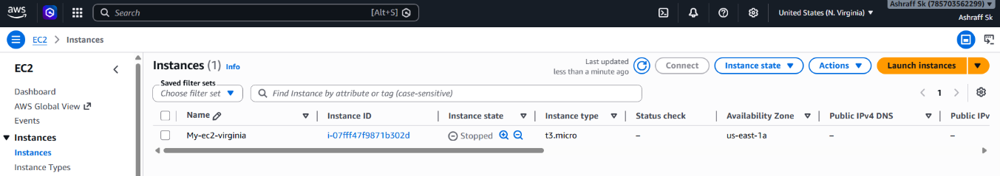 aws
Search [Alt+S]
United States (N. Virginia)
Ashraff Sk (785703562299)
Ashraff Sk
EC2 Instances
EC2
Dashboard
AWS Global View
Events
Instances
Instances
Instance Types
Instances (1) Info
Last updated
less than a minute ago
Connect
Instance state
Actions
Launch instances
Saved filter sets
Choose filter set
Find Instance by attribute or tag (case-sensitive)
1
Name Instance ID Instance state Instance type Status check Availability Zone Public IPv4 DNS Public IPv
My-ec2-virginia i-07fff47f9871b302d Stopped t3.micro – us-east-1a – –